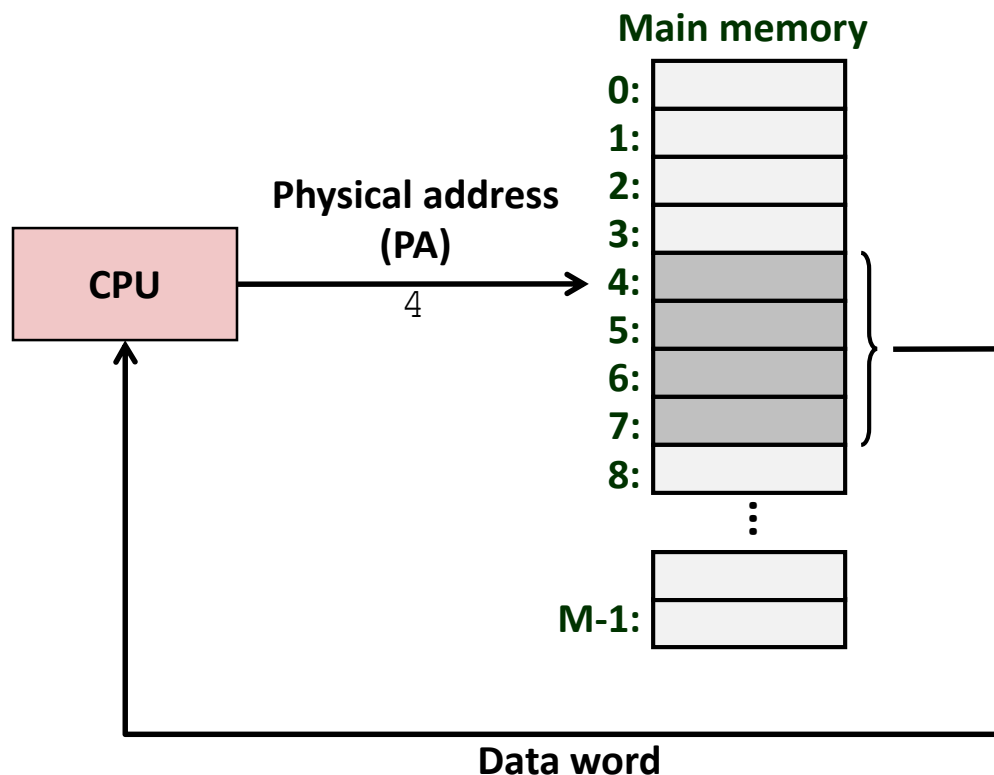 Main memory
0:
1:
2:
Physical address
(PA)
3:
CPU
4:
4
5:
6:
7:
8:
...
M-1:
Data word